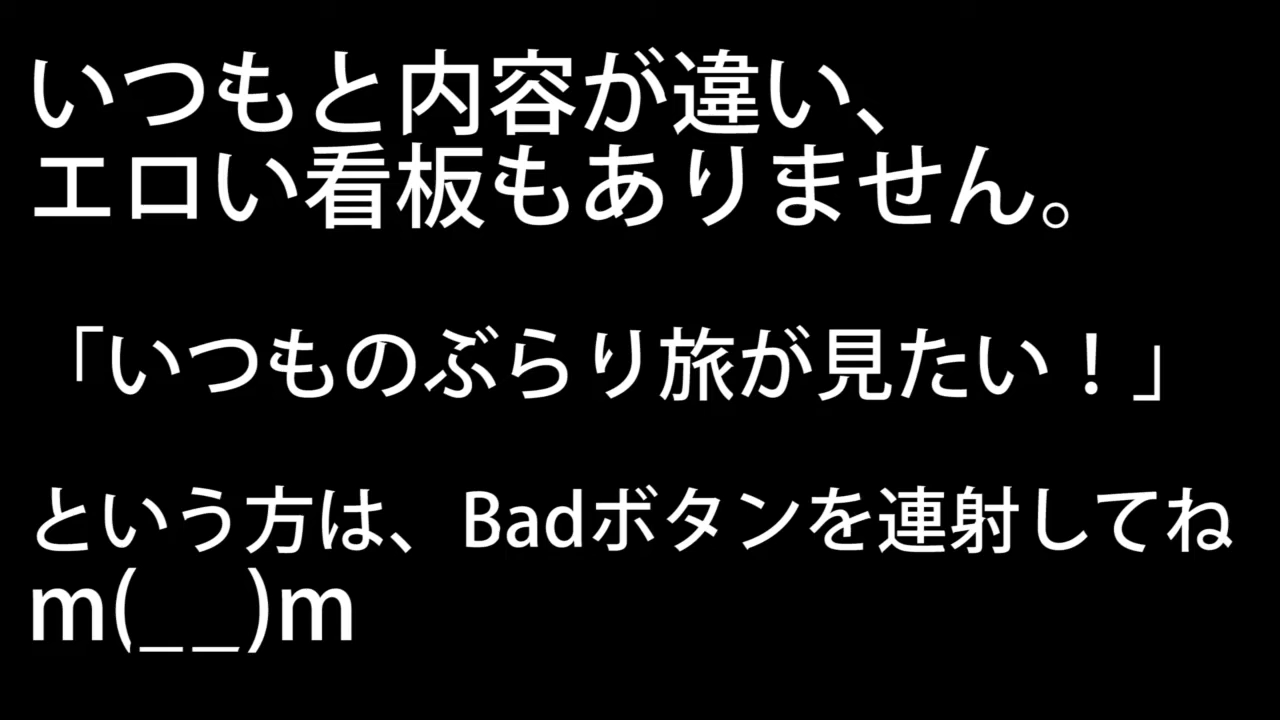 いつもと内容が違い、
エロい看板もありません。
「いつものぶらり旅が見たい！」
という方は、Badボタンを連射してね
m(__)m